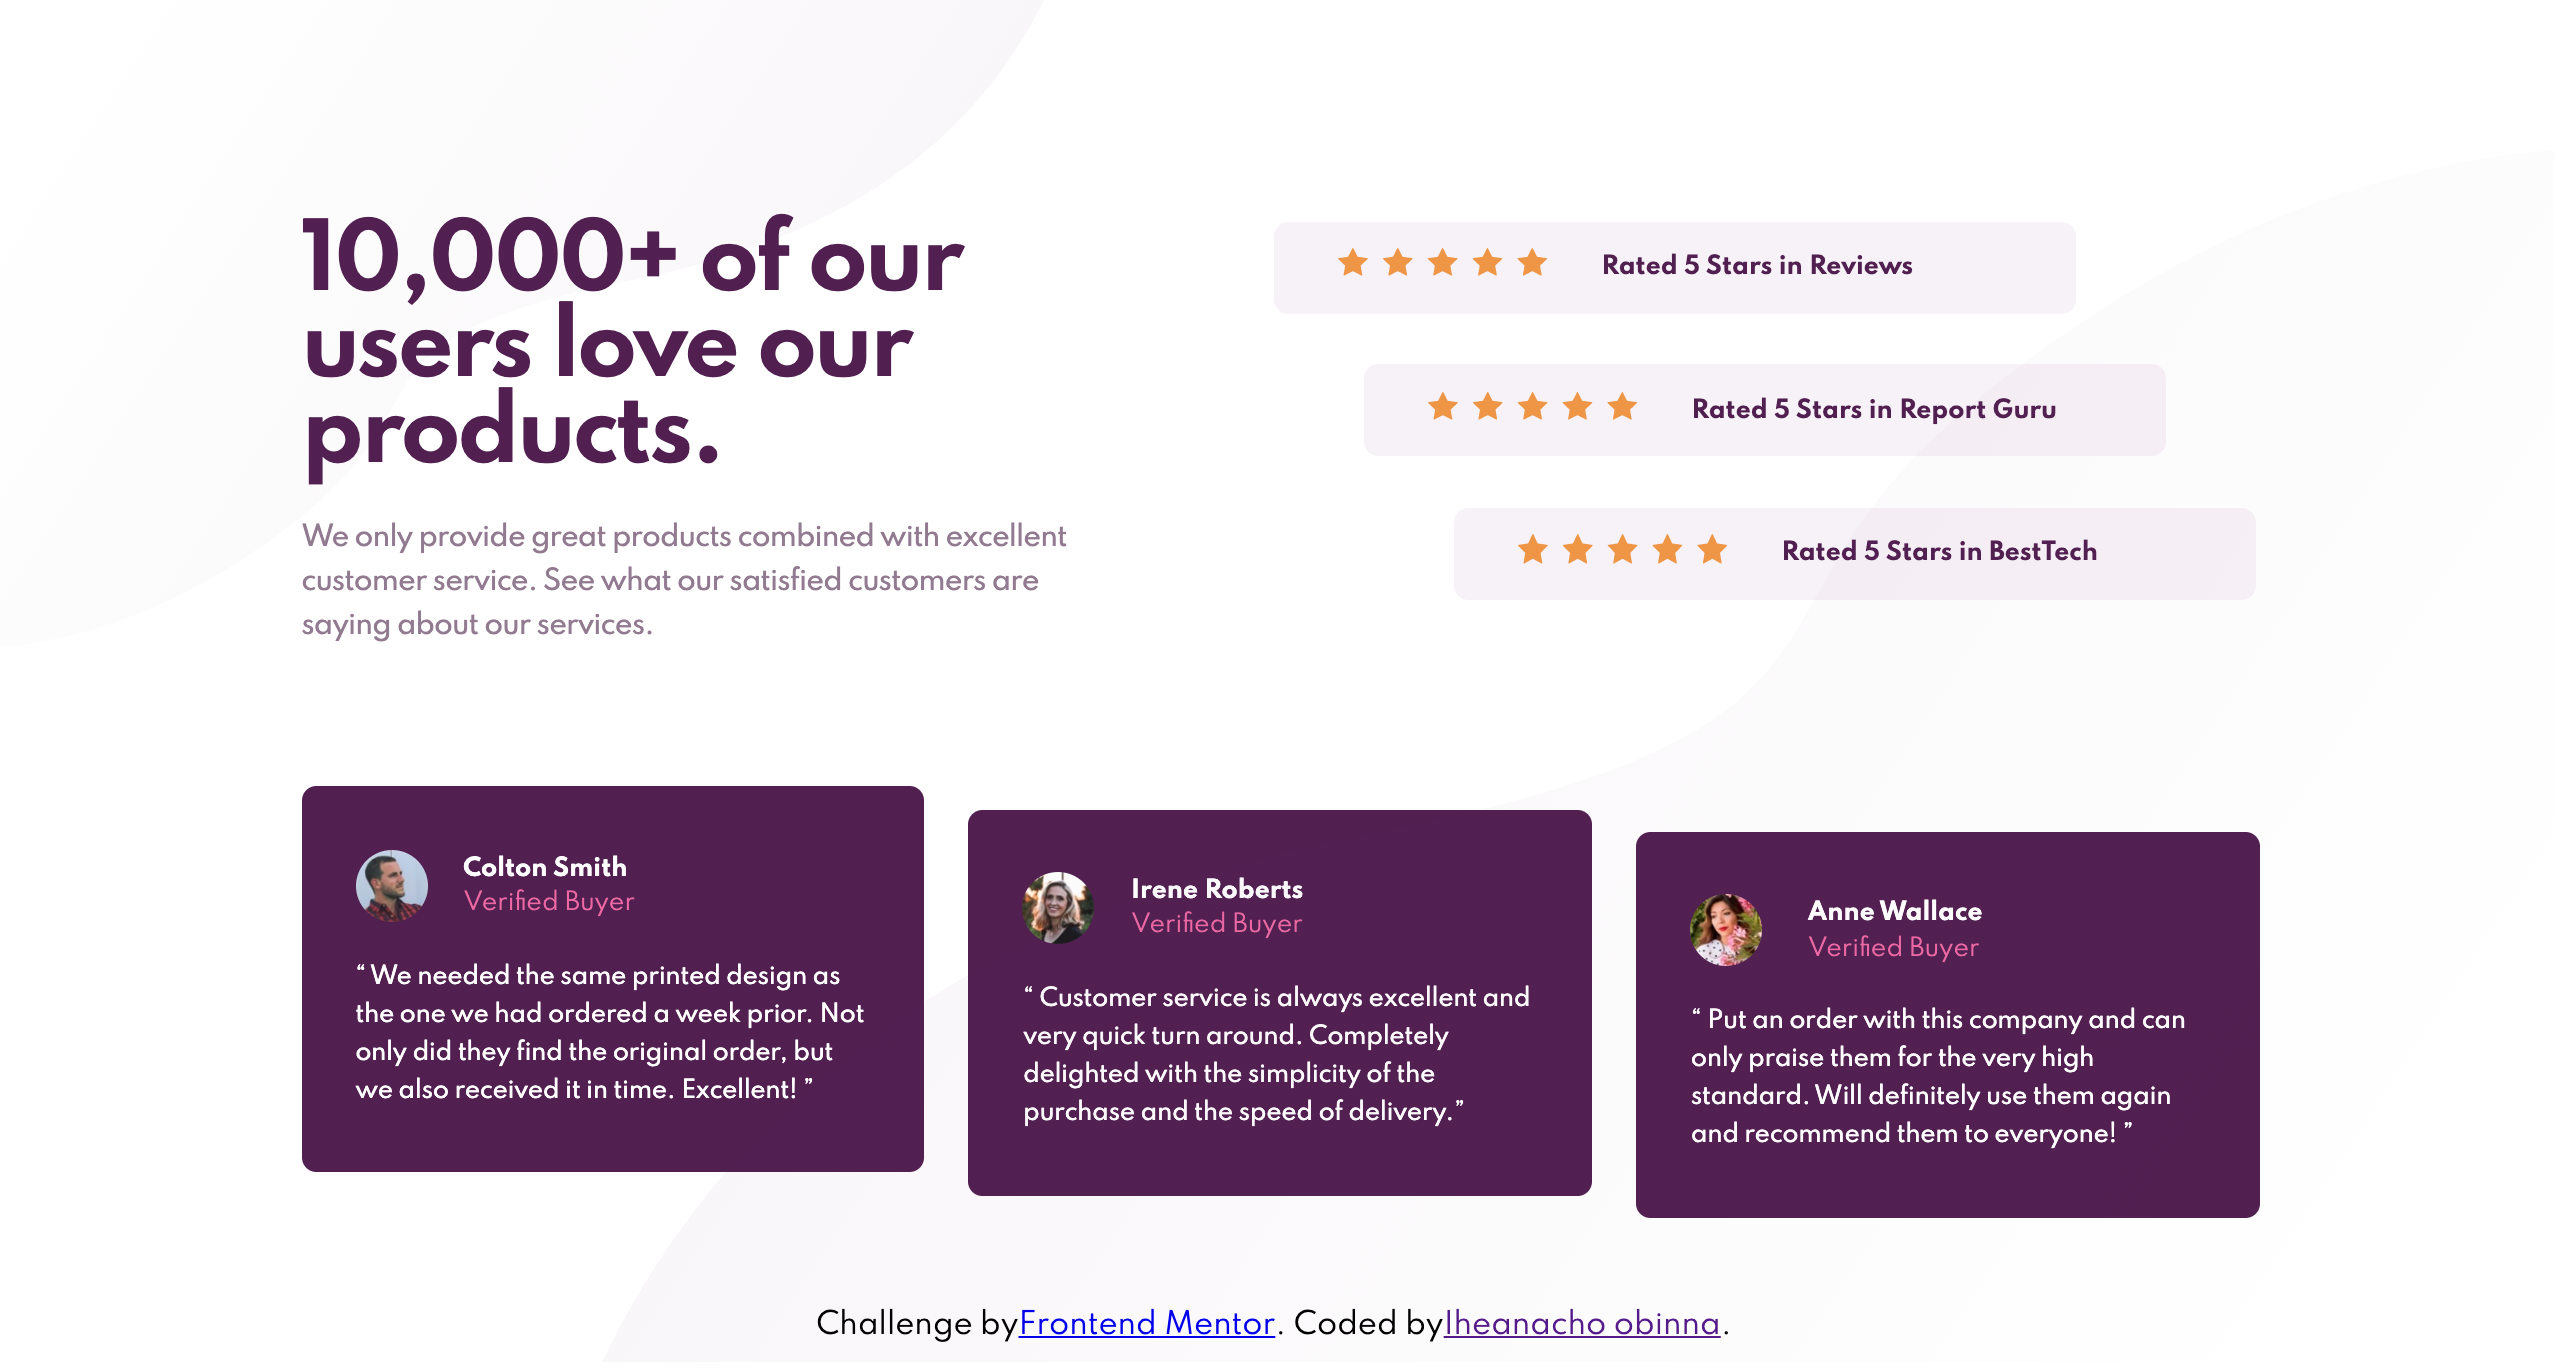 10,000+ of our
users love our
products.
We only provide great products combined with excellent
customer service. See what our satisfied customers are
saying about our services.
Rated 5 Stars in Reviews
Rated 5 Stars in Report Guru
Rated 5 Stars in BestTech
Colton Smith
Verified Buyer
“ We needed the same printed design as
the one we had ordered a week prior. Not
only did they find the original order, but
we also received it in time. Excellent! ”
Irene Roberts
Verified Buyer
“ Customer service is always excellent and
very quick turn around. Completely
delighted with the simplicity of the
purchase and the speed of delivery.”
Anne Wallace
Verified Buyer
“ Put an order with this company and can
only praise them for the very high
standard. Will definitely use them again
and recommend them to everyone! ”
Challenge by Frontend Mentor. Coded by Iheanacho obinna.